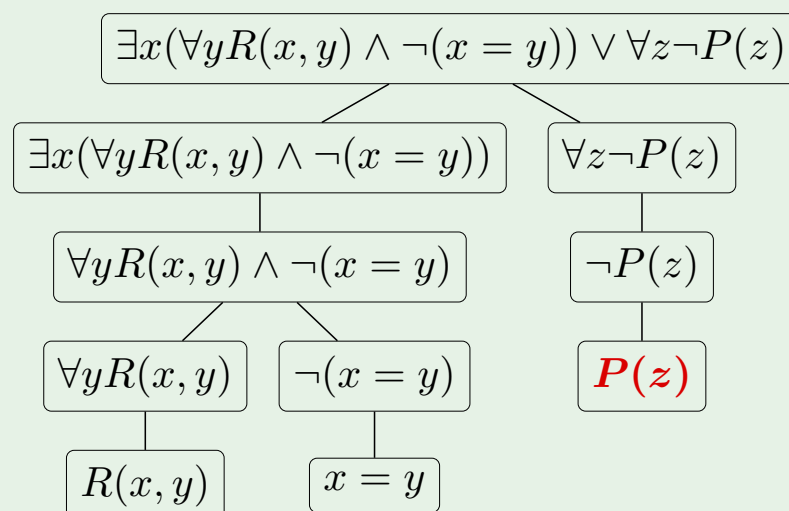 ∃x(∀yR(x, y) ∧ ¬(x = y)) ∨ ∀z¬P(z)
∃x(∀yR(x, y) ∧ ¬(x = y))
∀z¬P(z)
∀yR(x, y) ∧ ¬(x = y)
¬P(z)
∀yR(x, y)
¬(x = y)
P(z)
R(x, y)
x = y